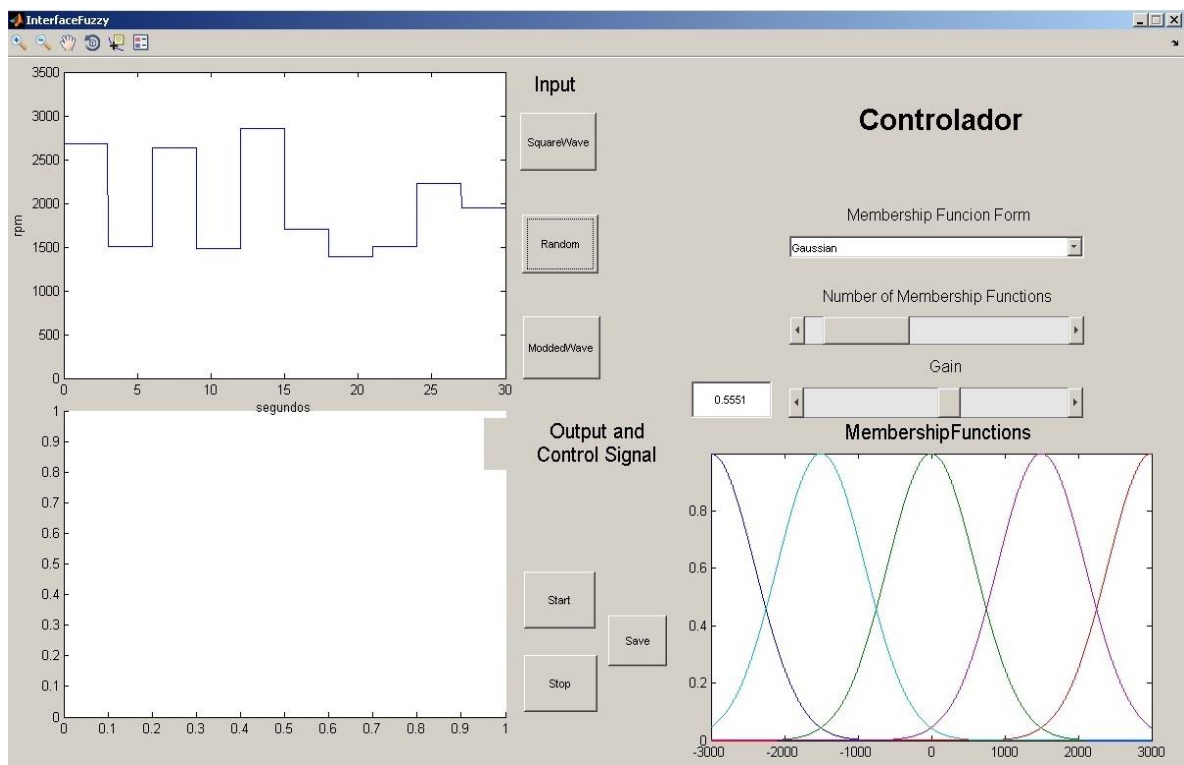 InterfaceFuzzy
3500
3000
2500
2000
1500
1000
500
0
rpm
0 5 10 15 20 25 30
segundos
Input
SquareWave
Random
ModdedWave
Controlador
Membership Funcion Form
Gaussian
Number of Membership Functions
Gain
0.5551
1
0.9
0.8
0.7
0.6
0.5
0.4
0.3
0.2
0.1
0
0 0.1 0.2 0.3 0.4 0.5 0.6 0.7 0.8 0.9 1
Output and
Control Signal
Start
Save
Stop
MembershipFunctions
0.8
0.6
0.4
0.2
0
-3000 -2000 -1000 0 1000 2000 3000